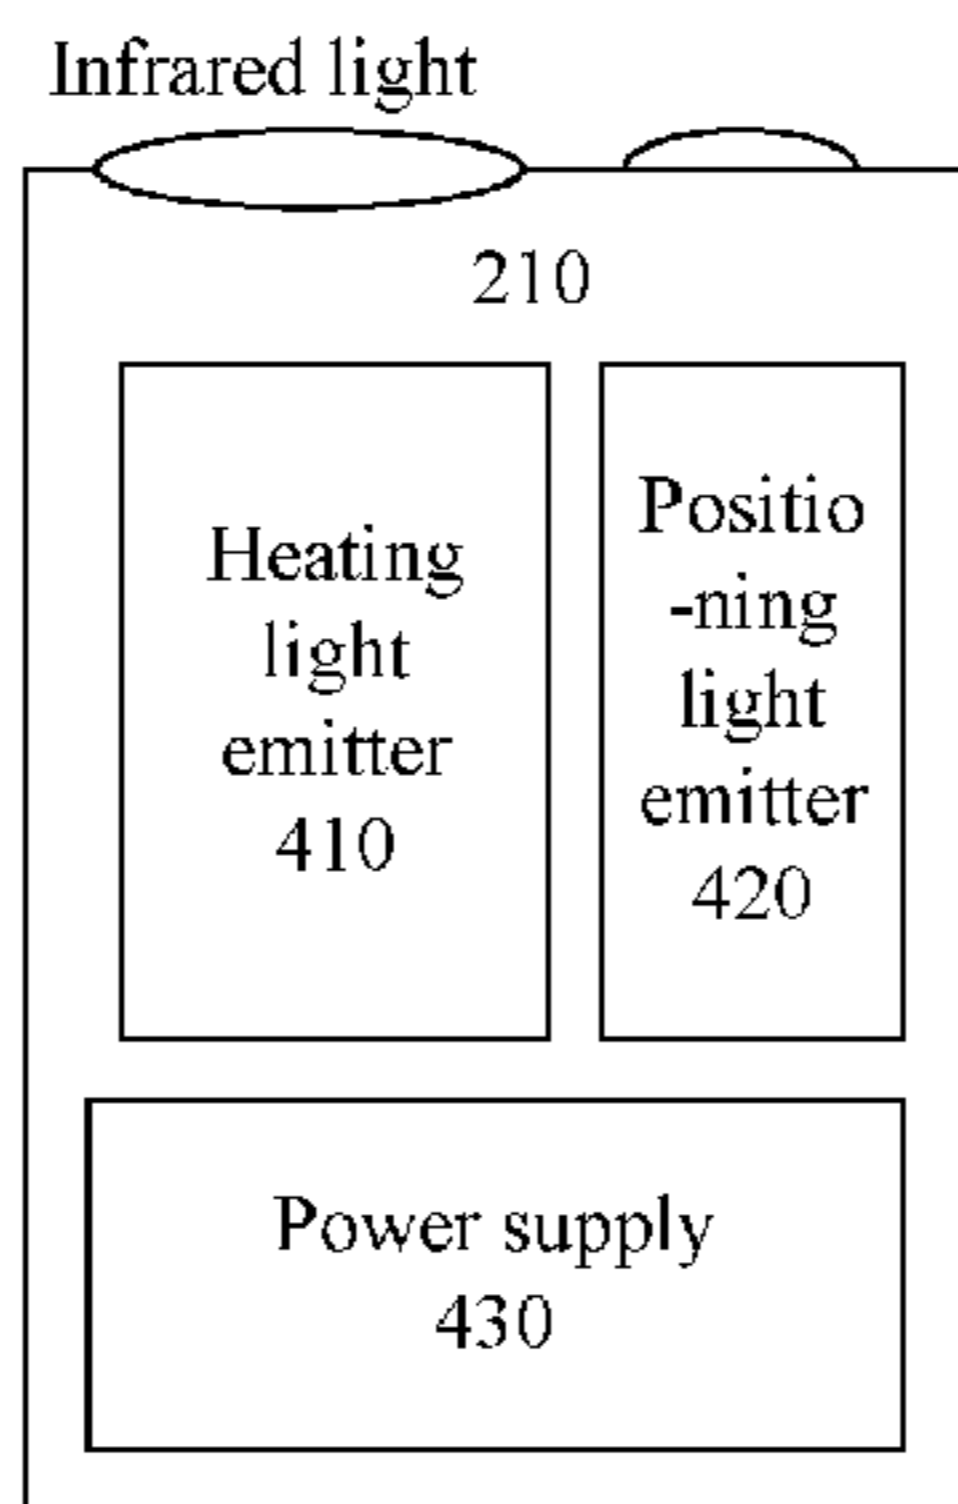 Infrared light
210
Heating
light
emitter
410
Positio
-ning
light
emitter
420
Power supply
430